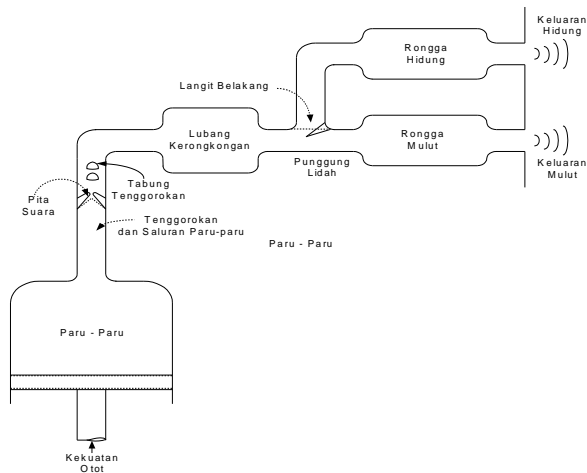 Keluaran
Hidung
Rongga
Hidung
Langit Belakang
Lubang
Kerongkongan
Rongga
Mulut
Punggung
Lidah
Keluaran
Mulut
Tabung
Tenggorokan
Pita
Suara
Tenggorokan
dan Saluran Paru-paru
Paru - Paru
Paru - Paru
Kekuatan
Otot